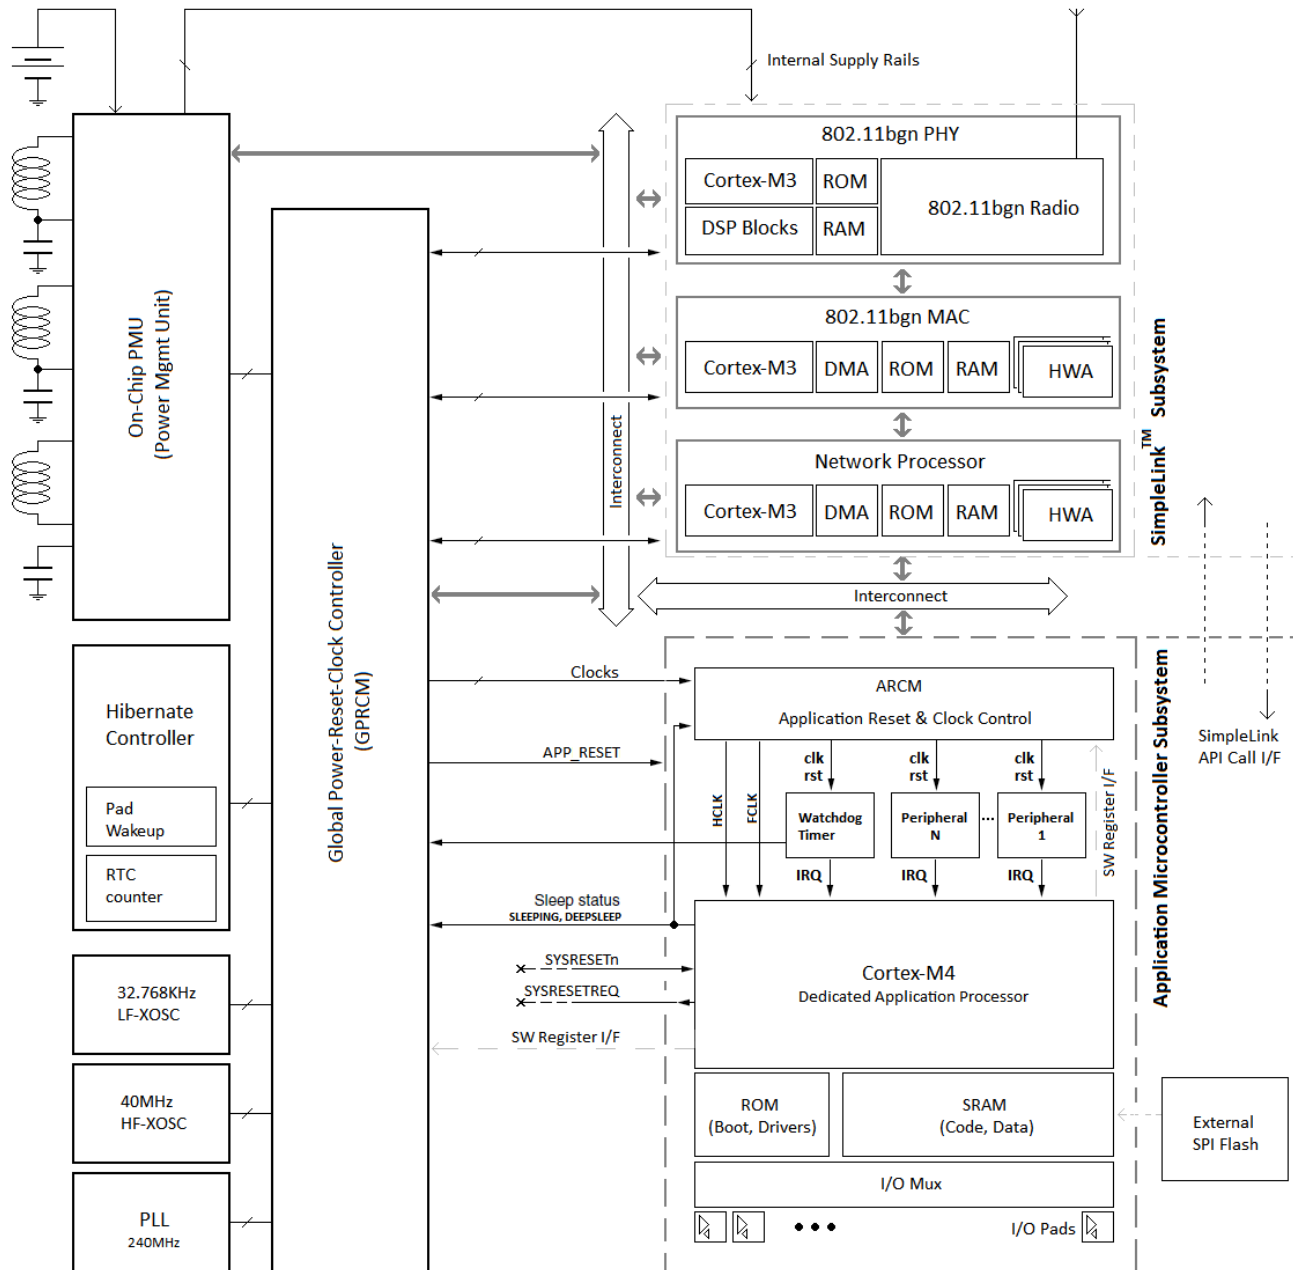 Internal Supply Rails
802.11bgn PHY
Cortex-M3
ROM
802.11bgn Radio
DSP Blocks
RAM
On-Chip PMU
(Power Mgmt Unit)
802.11bgn MAC
Cortex-M3
DMA
ROM
RAM
HWA
Interconnect
Network Processor
Cortex-M3
DMA
ROM
RAM
HWA
SimpleLink™ Subsystem
Interconnect
Global Power-Reset-Clock Controller
(GPRCM)
Hibernate
Controller
Pad
Wakeup
RTC
counter
32.768KHz
LF-XOSC
40MHz
HF-XOSC
PLL
240MHz
Clocks
APP_RESET
Sleep status
SLEEPING, DEEPSLEEP
SYSRESETn
SYSRESETREQ
SW Register I/F
ARCM
Application Reset & Clock Control
HCLK
FCLK
clk
rst
clk
rst
clk
rst
Watchdog
Timer
Peripheral
N
...
Peripheral
1
IRQ
IRQ
IRQ
SW Register I/F
Cortex-M4
Dedicated Application Processor
ROM
(Boot, Drivers)
SRAM
(Code, Data)
I/O Mux
I/O Pads
Application Microcontroller Subsystem
SimpleLink
API Call I/F
External
SPI Flash